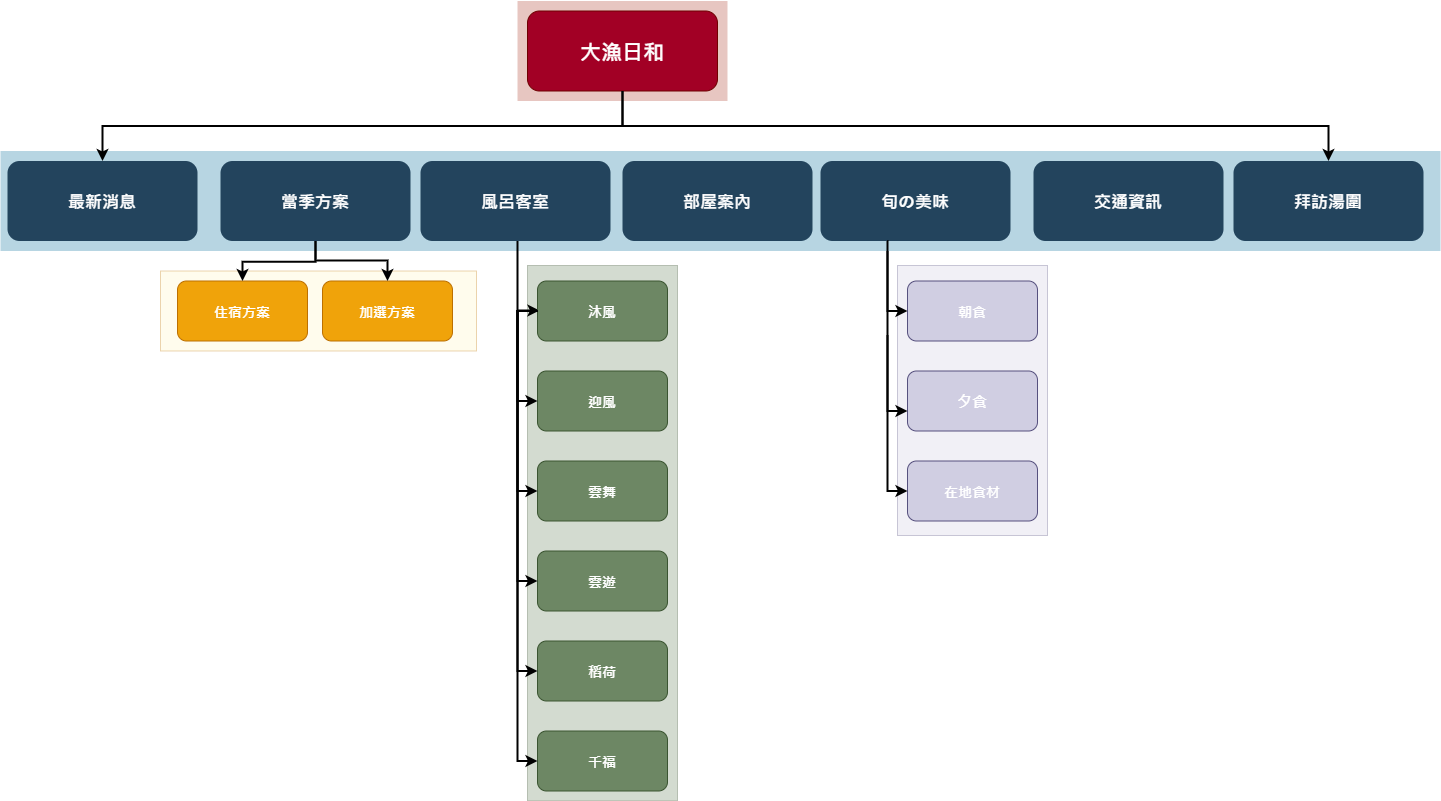 大漁日和
最新消息
當季方案
風呂客室
部屋案內
旬の美味
交通資訊
拜訪湯圍
住宿方案
加選方案
沐風
迎風
雲舞
雲遊
稻荷
千福
朝食
夕食
在地食材